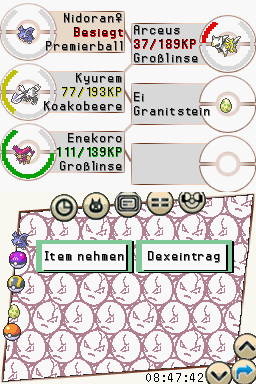 Nidoran♀
Besiegt
Premierball
Arceus
37/189KP
Großlinse
Kyurem
77/193KP
Koakobeere
Ei
Granitstein
Enekoro
111/139KP
Großlinse
Item nehmen
Dexeintrag
08:47:42